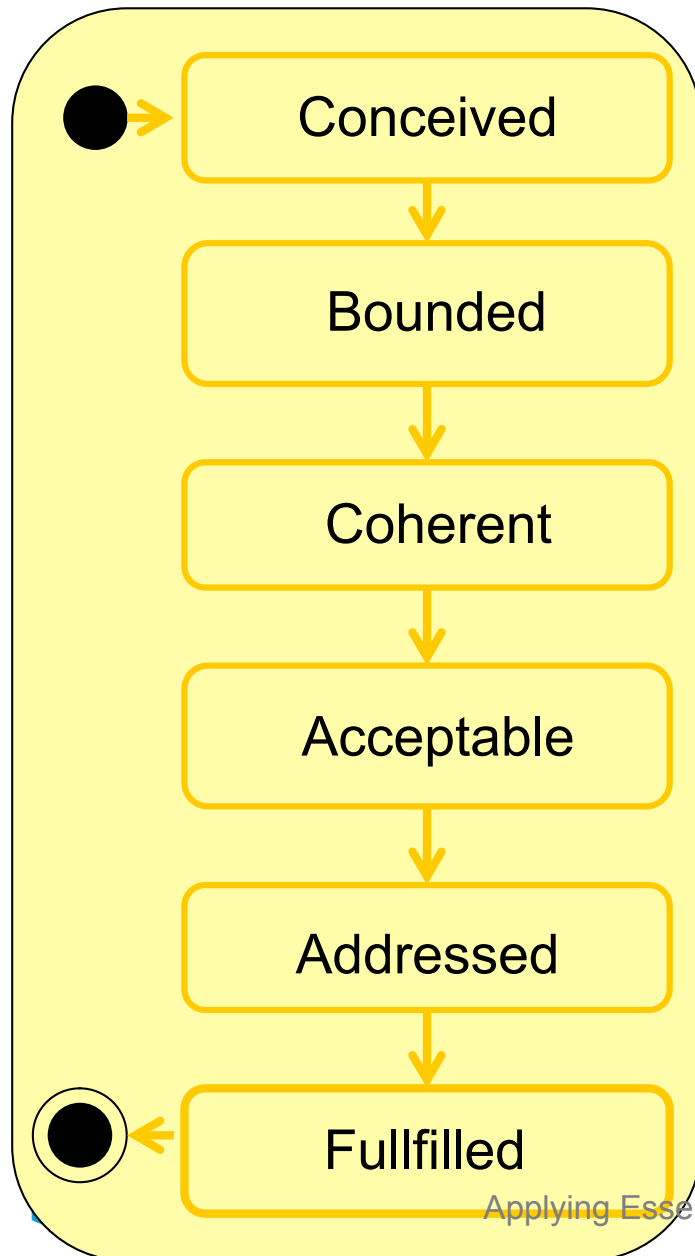 Conceived
Bounded
Coherent
Acceptable
Addressed
Fullfilled
Applying Esse